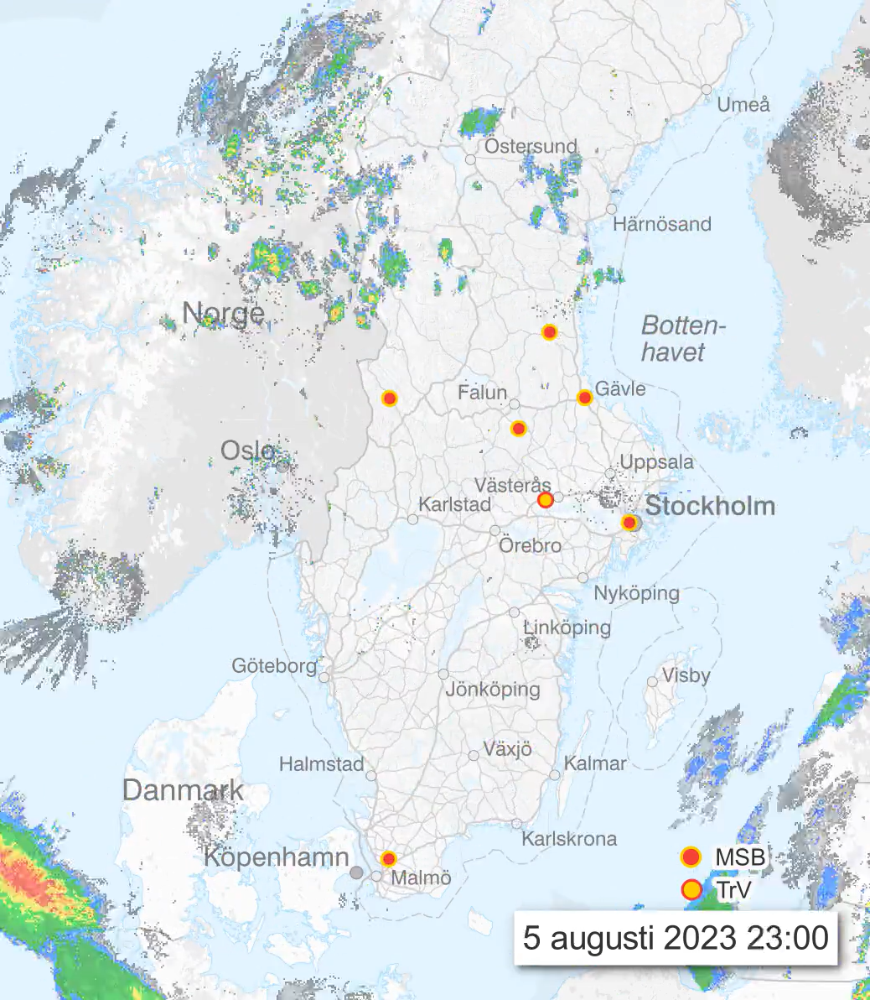 Umeå
Östersund
Härnösand
Norge
Botten-
havet
Falun
Gävle
Oslo
Uppsala
Västerås
Karlstad
Stockholm
Örebro
Nyköping
Linköping
Göteborg
Visby
Jönköping
Växjö
Halmstad
Kalmar
Danmark
Karlskrona
Köpenhamn
MSB
Malmö
TrV
5 augusti 2023 23:00